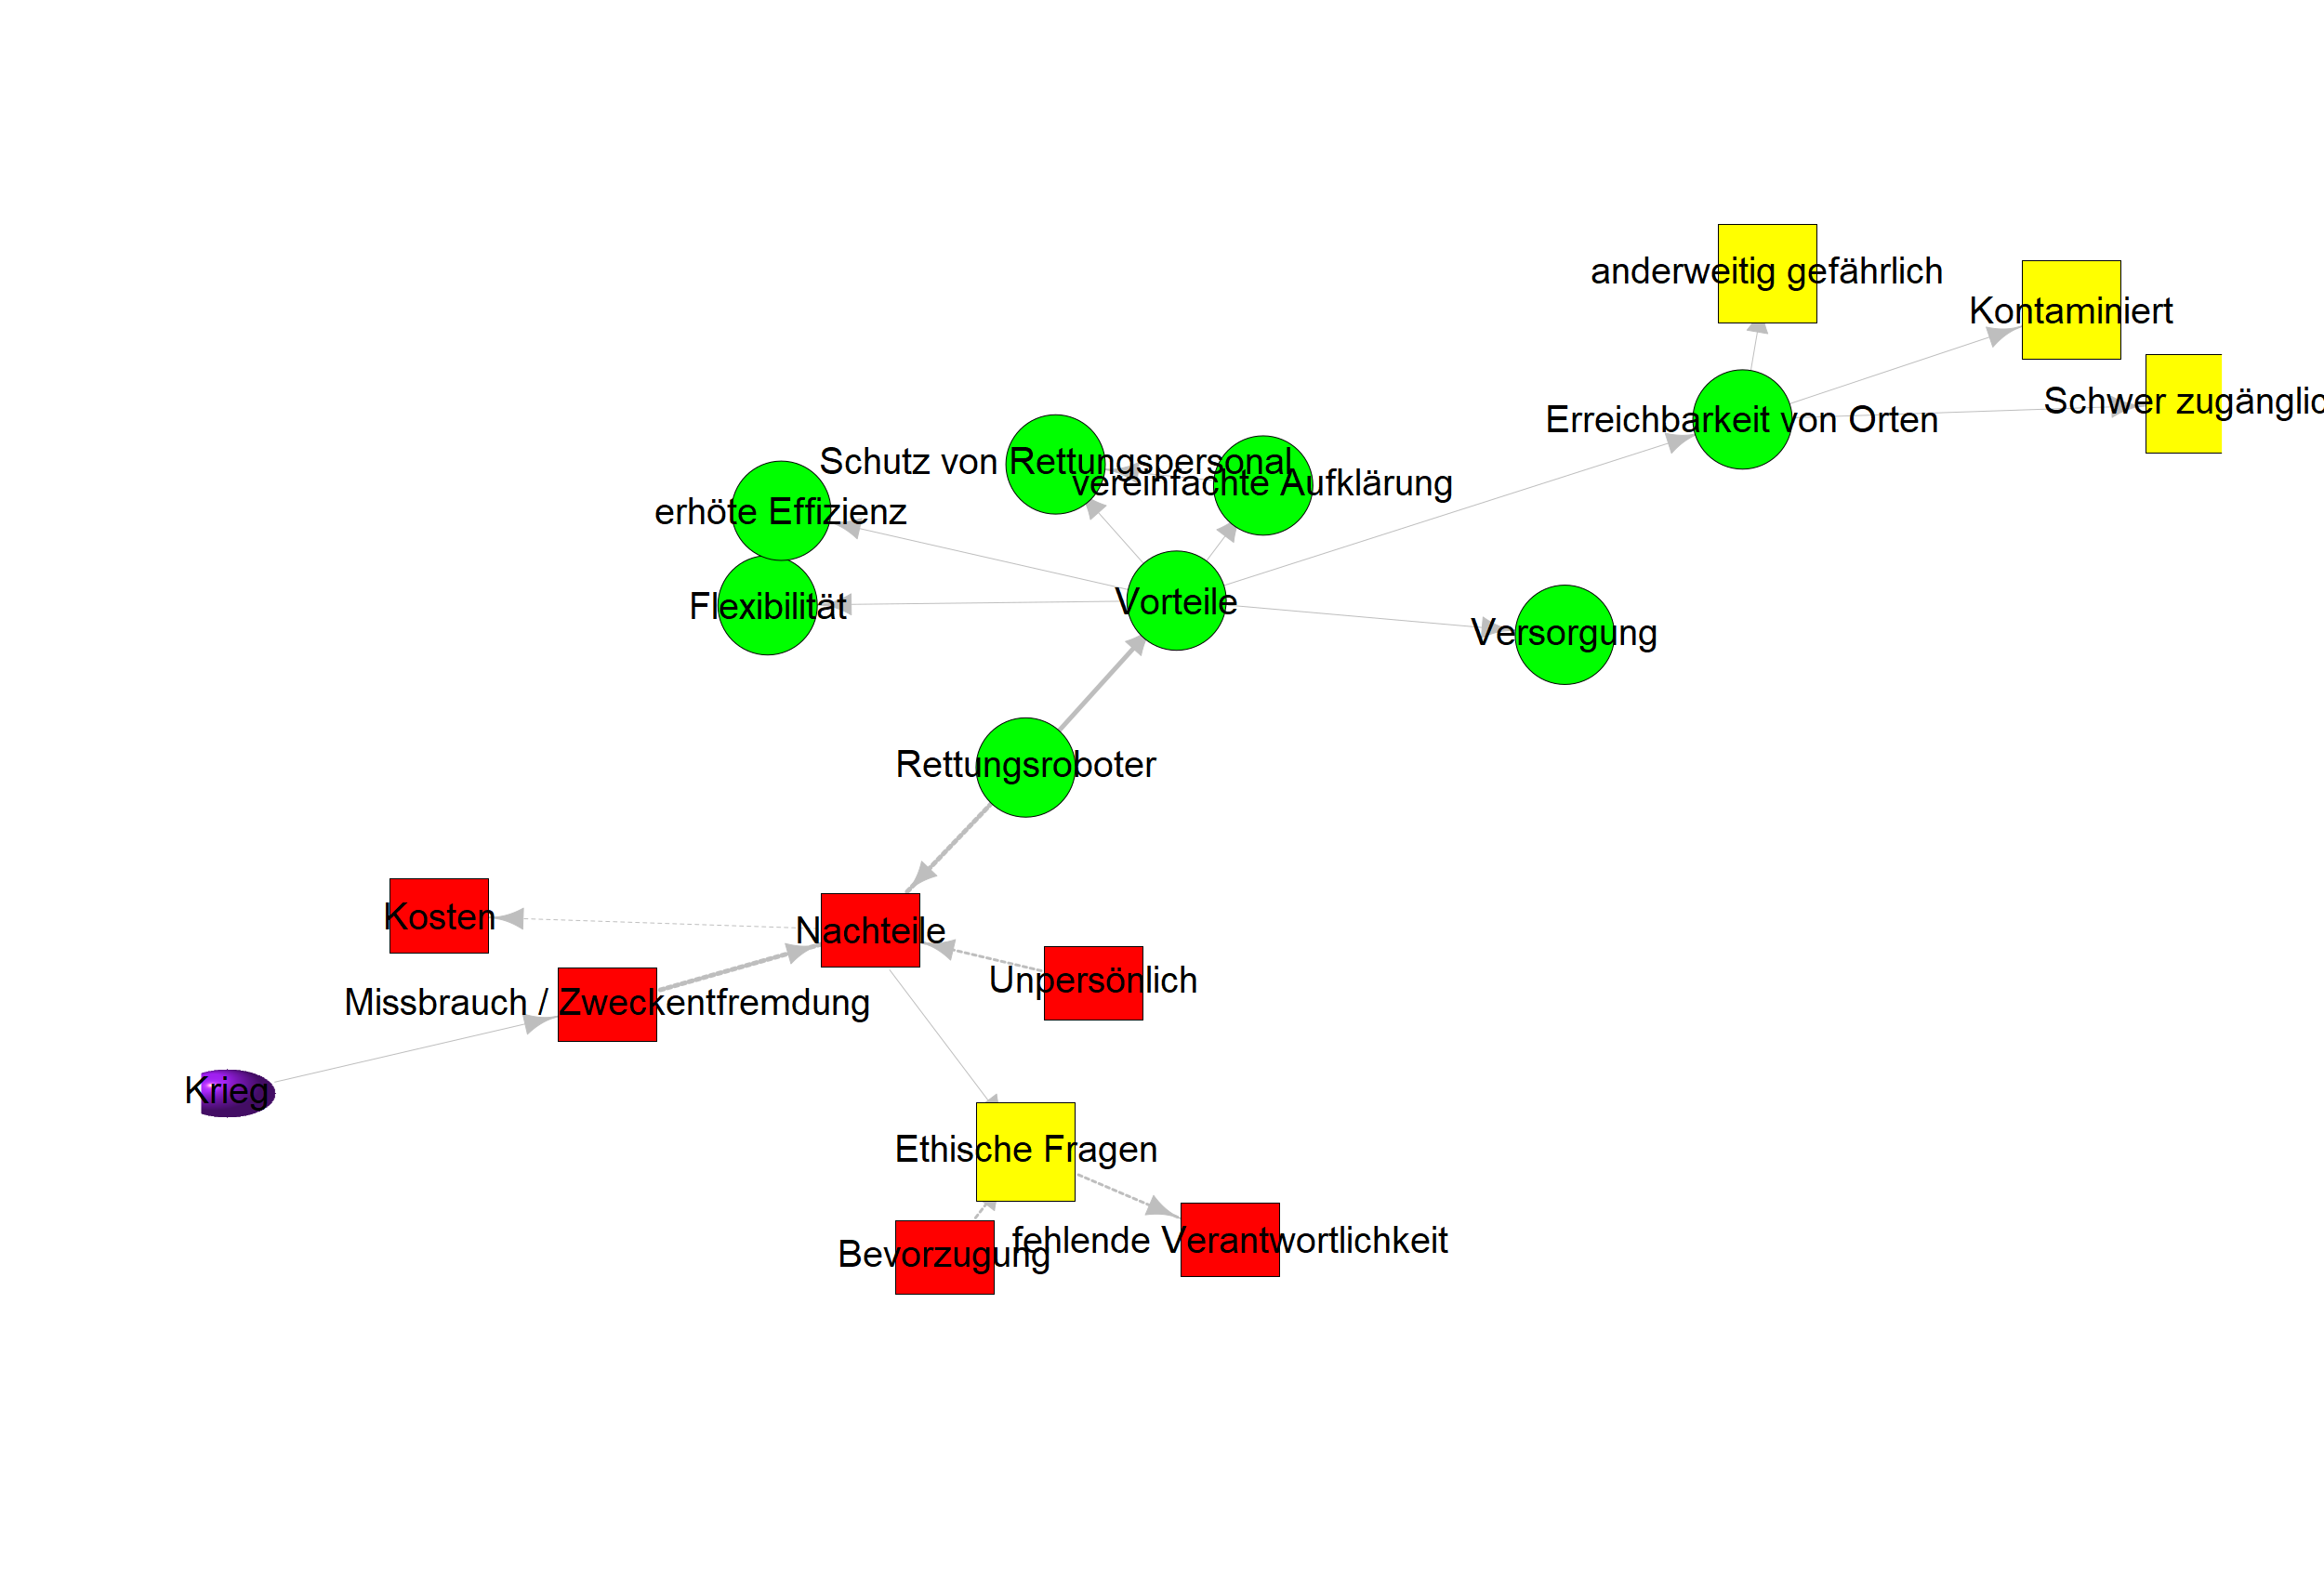 anderweitig gefährlich
Kontaminiert
Schwer zugänglic
Erreichbarkeit von Orten
Schutz von Rettungspersonal
vereinfachte Aufklärung
erhöte Effizienz
Flexibilität
Vorteile
Versorgung
Rettungsroboter
Kosten
Nachteile
Unpersönlich
Missbrauch / Zweckentfremdung
Krieg
Ethische Fragen
fehlende Verantwortlichkeit
Bevorzugung